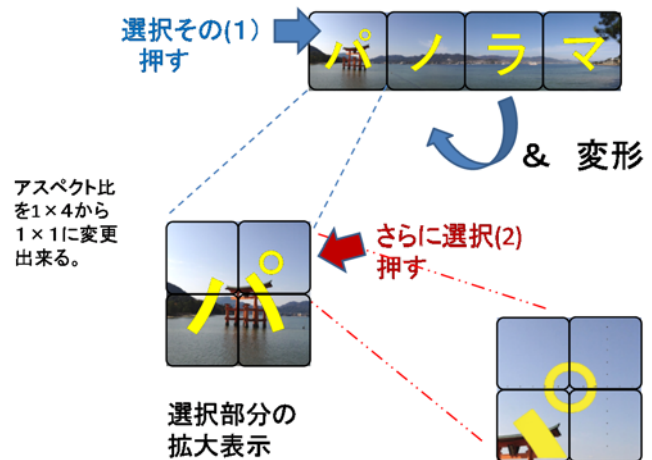 選択その(1)
押す
パノラマ
& 変形
アスペクト比
を1×4から
1×1に変更
出来る。
パ
さらに選択(2)
押す
選択部分の
拡大表示